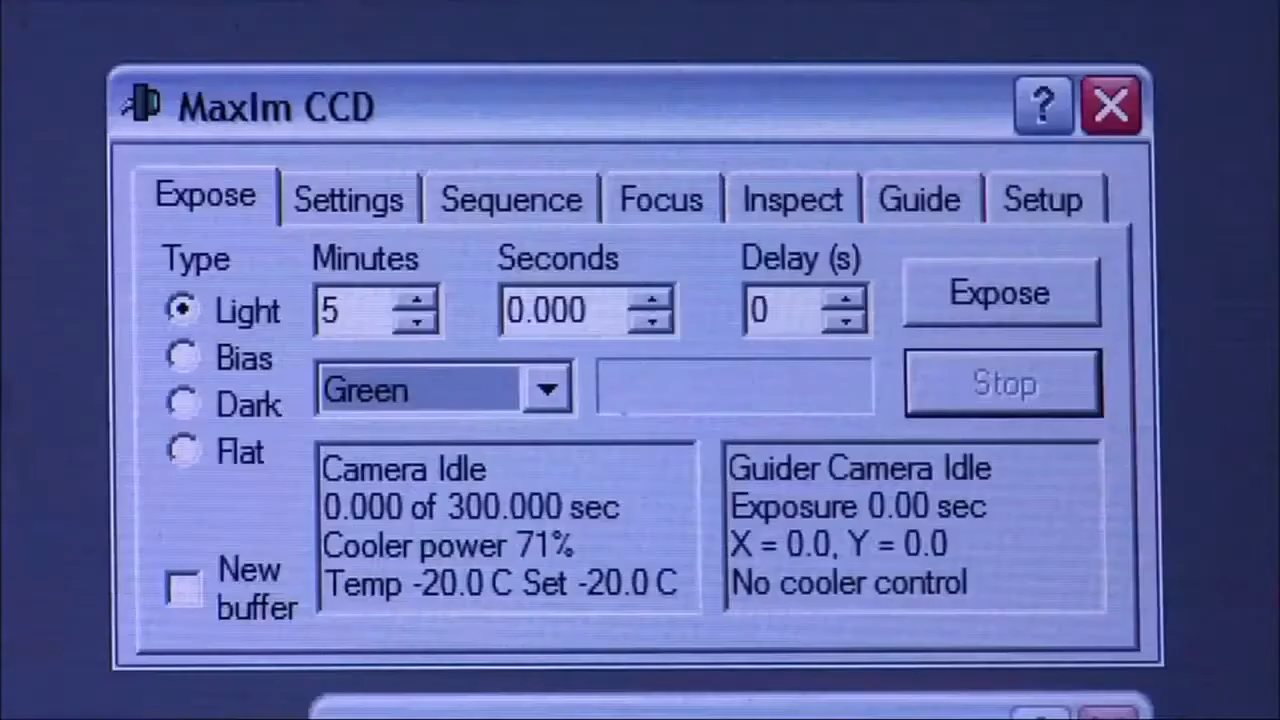 MaxIm CCD
?
Expose Settings Sequence Focus Inspect Guide Setup
Type Minutes Seconds Delay (s)
Light 5 0.000 0 Expose
Bias
Green Stop
Dark
Flat
Camera Idle
0.000 of 300.000 sec
Cooler power 71%
Temp -20.0 C Set -20.0 C
Guider Camera Idle
Exposure 0.00 sec
X = 0.0, Y = 0.0
No cooler control
New
buffer